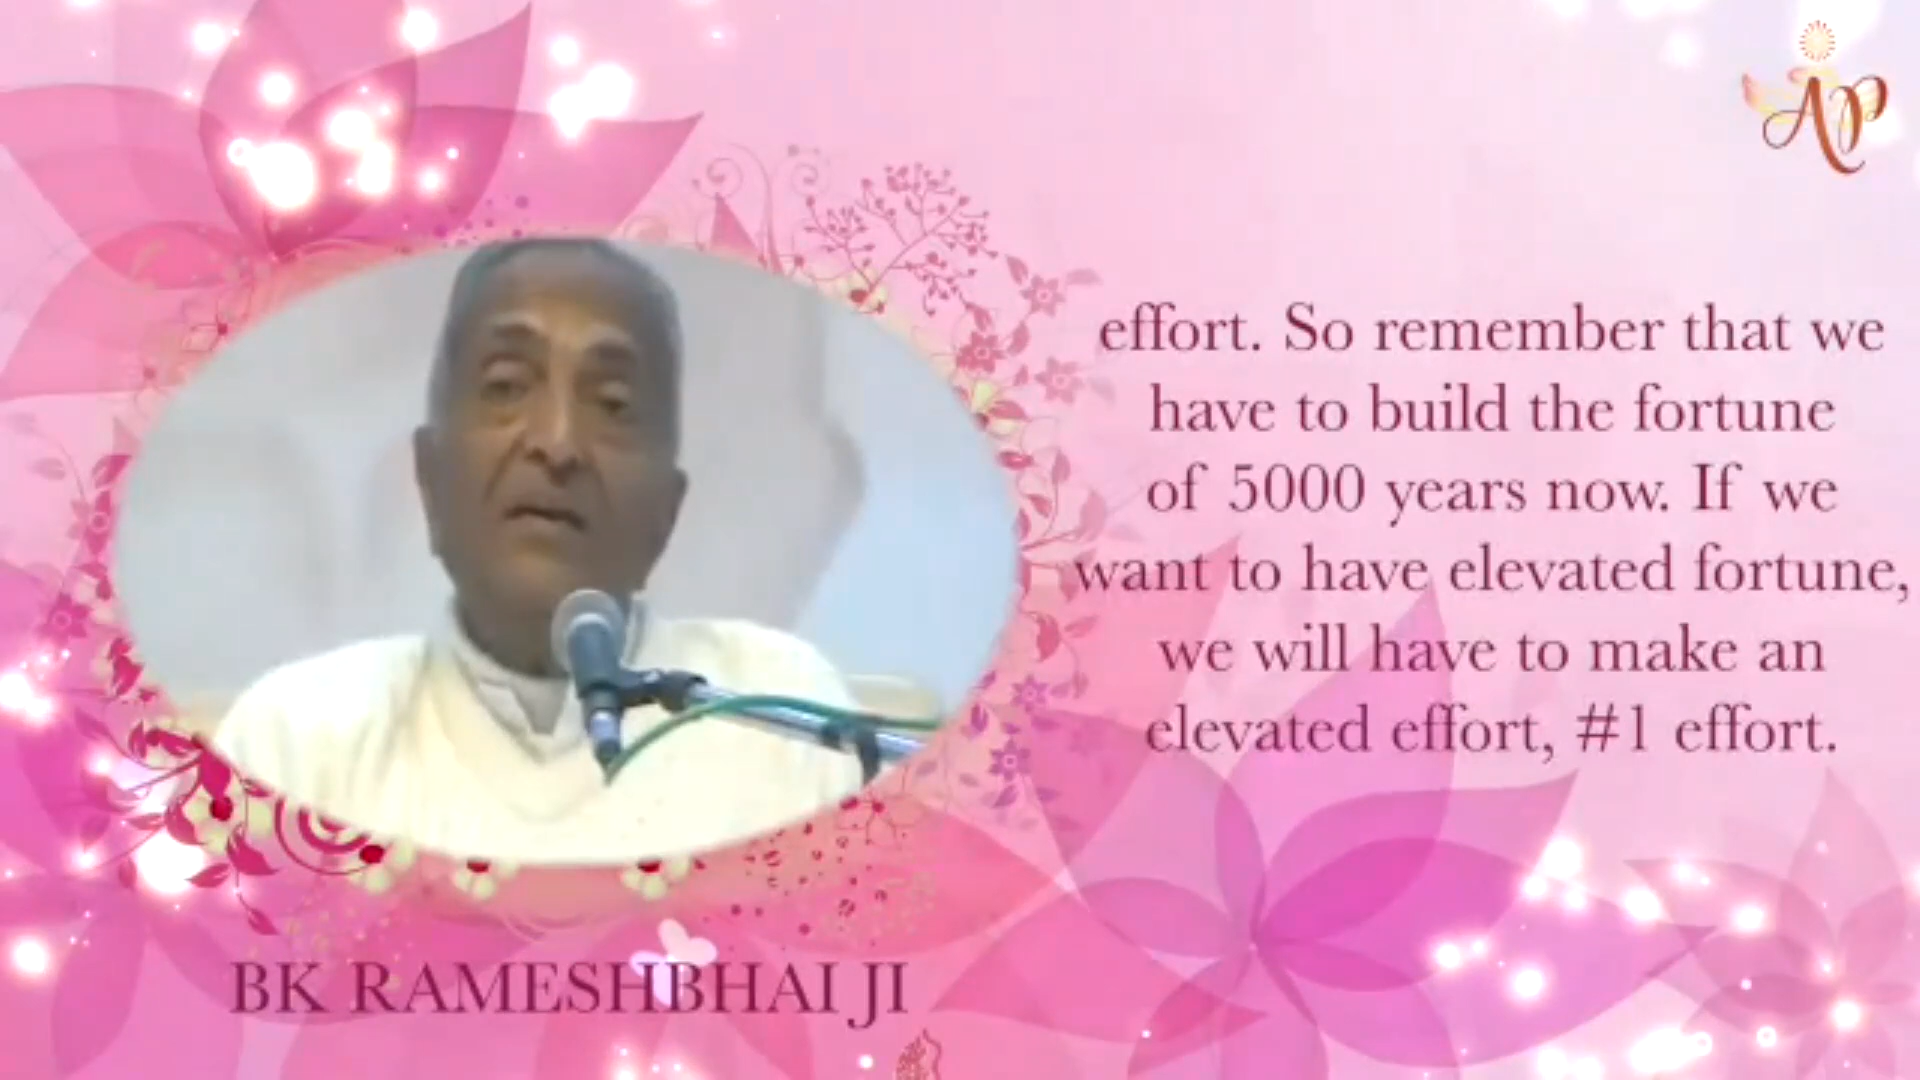 AP
effort. So remember that we
have to build the fortune
of 5000 years now. If we
want to have elevated fortune,
we will have to make an
elevated effort, #1 effort.
BK RAMESHBHAI JI